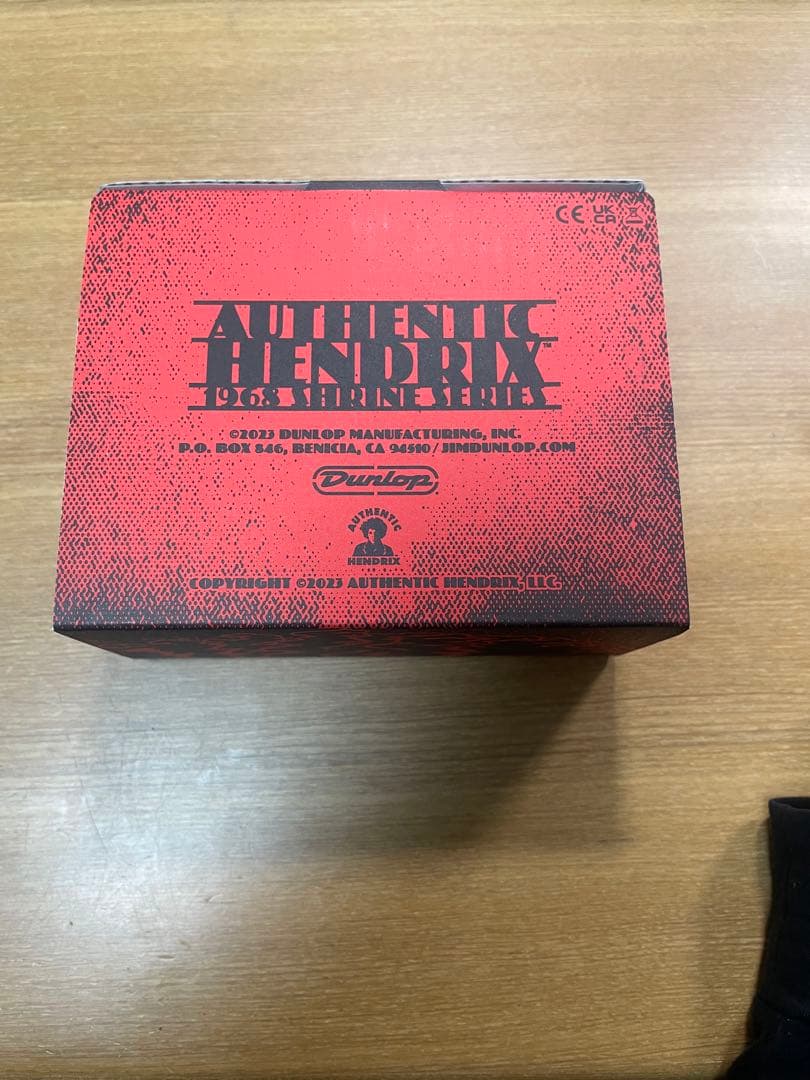 CE UK CA
AUTHENTIC
HENDRIX™
1968 SHRINE SERIES
©2023 DUNLOP MANUFACTURING, INC.
P.O. BOX 846, BENICIA, CA 94510 / JIMDUNLOP.COM
Dunlop
AUTHENTIC
HENDRIX
COPYRIGHT ©2023 AUTHENTIC HENDRIX, LLC